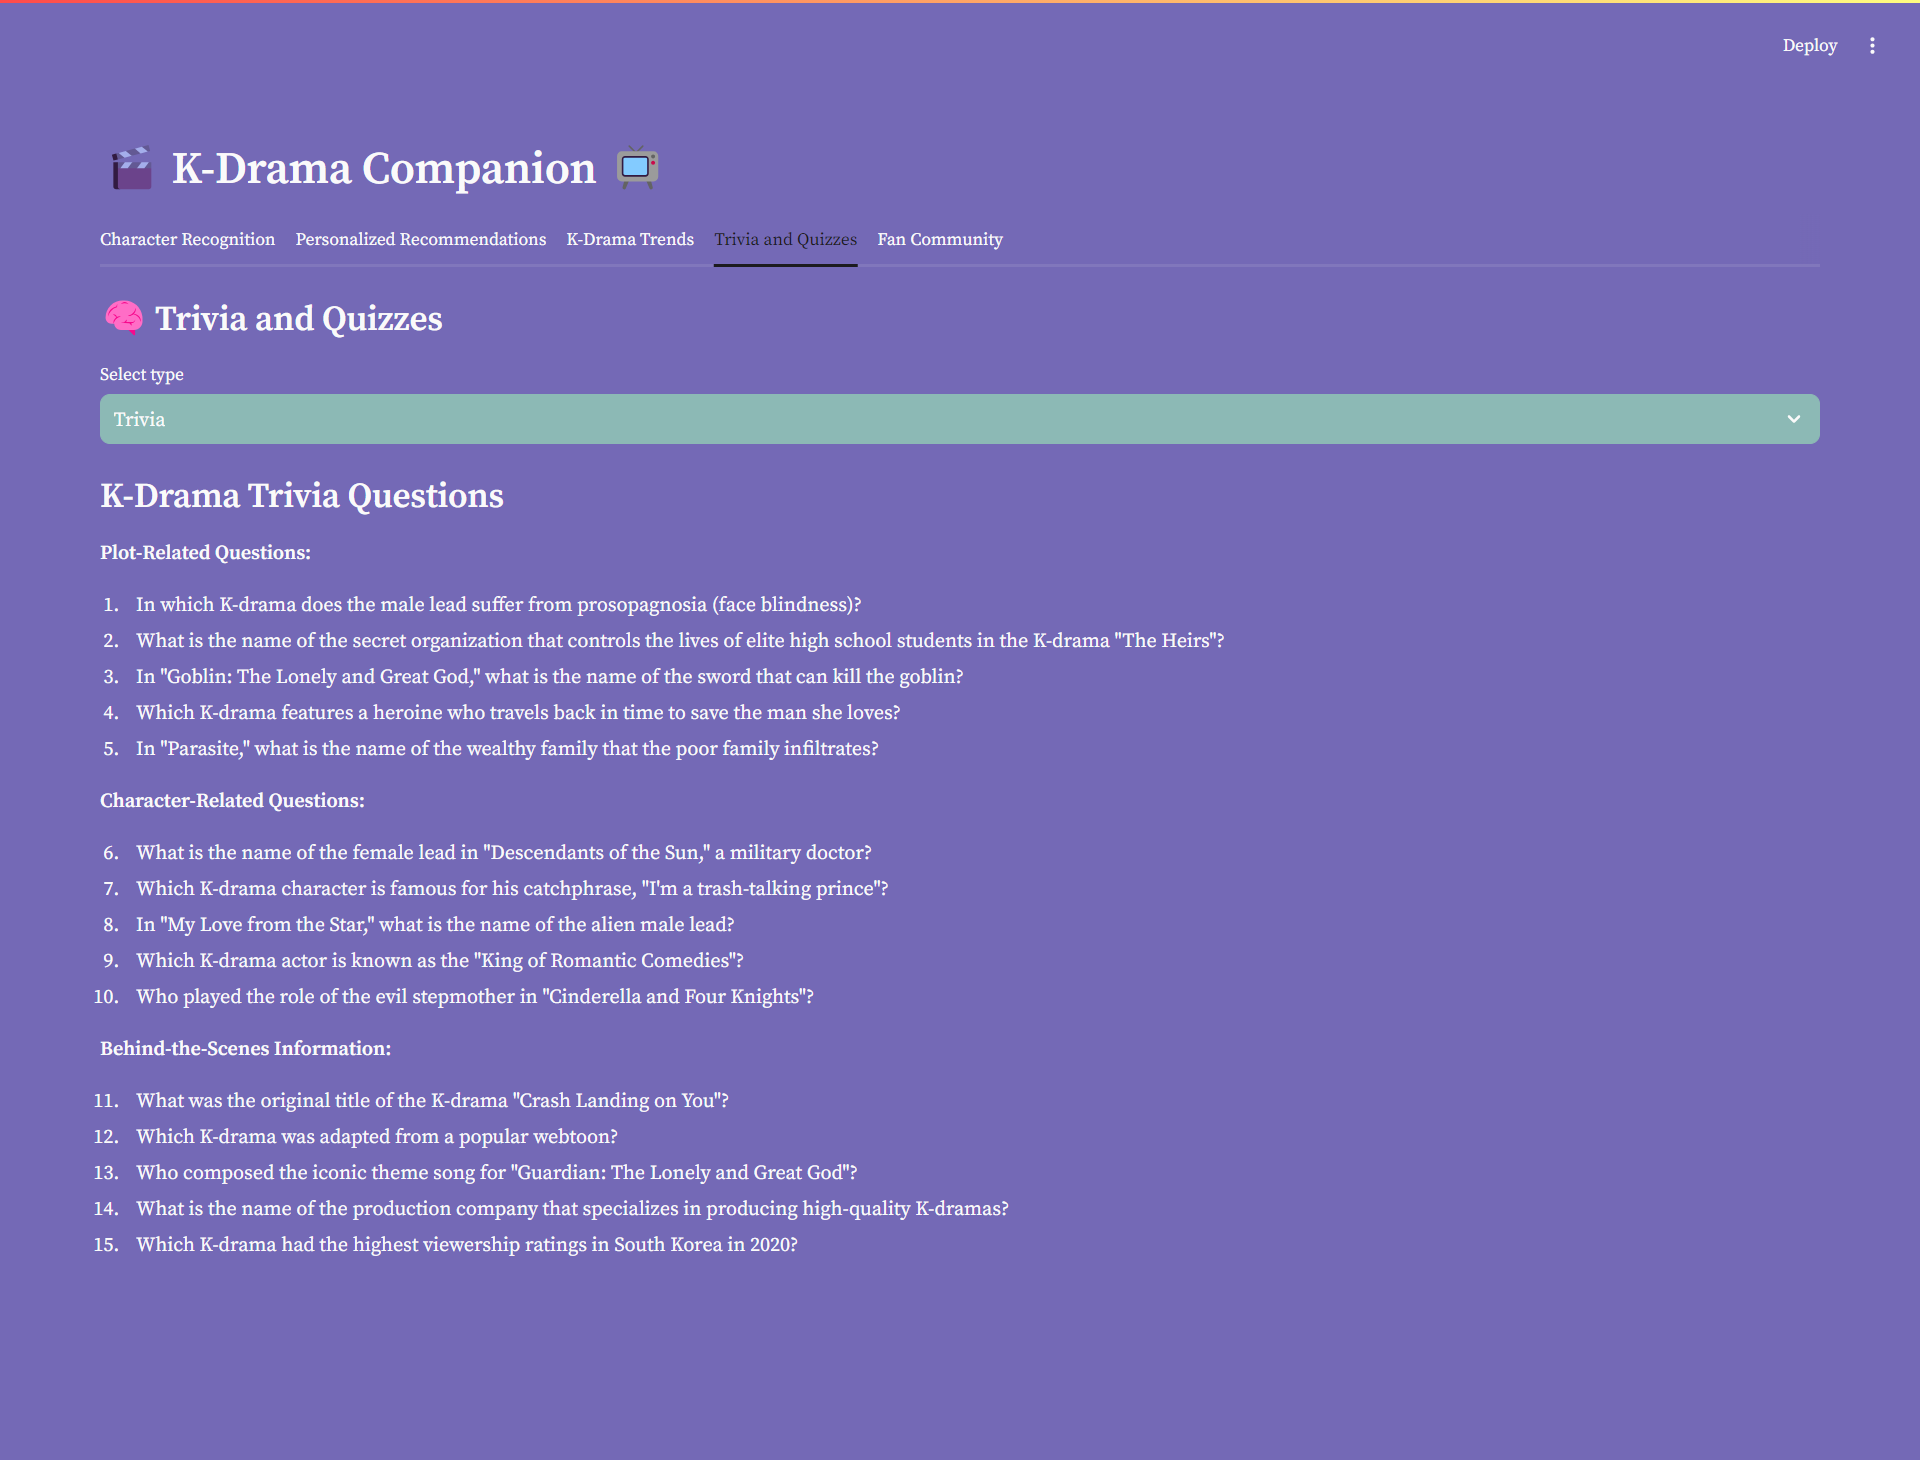 Deploy
K-Drama Companion
Character Recognition Personalized Recommendations K-Drama Trends Trivia and Quizzes Fan Community
Trivia and Quizzes
Select type
Trivia
K-Drama Trivia Questions
Plot-Related Questions:
1. In which K-drama does the male lead suffer from prosopagnosia (face blindness)?
2. What is the name of the secret organization that controls the lives of elite high school students in the K-drama "The Heirs"?
3. In "Goblin: The Lonely and Great God," what is the name of the sword that can kill the goblin?
4. Which K-drama features a heroine who travels back in time to save the man she loves?
5. In "Parasite," what is the name of the wealthy family that the poor family infiltrates?
Character-Related Questions:
6. What is the name of the female lead in "Descendants of the Sun," a military doctor?
7. Which K-drama character is famous for his catchphrase, "I'm a trash-talking prince"?
8. In "My Love from the Star," what is the name of the alien male lead?
9. Which K-drama actor is known as the "King of Romantic Comedies"?
10. Who played the role of the evil stepmother in "Cinderella and Four Knights"?
Behind-the-Scenes Information:
11. What was the original title of the K-drama "Crash Landing on You"?
12. Which K-drama was adapted from a popular webtoon?
13. Who composed the iconic theme song for "Guardian: The Lonely and Great God"?
14. What is the name of the production company that specializes in producing high-quality K-dramas?
15. Which K-drama had the highest viewership ratings in South Korea in 2020?